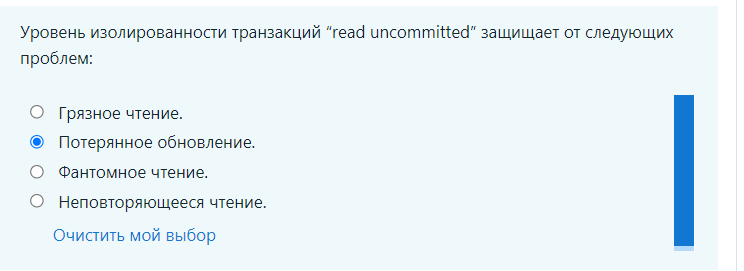 Уровень изолированности транзакций “read uncommitted” защищает от следующих
проблем:
Грязное чтение.
Потерянное обновление.
Фантомное чтение.
Неповторяющееся чтение.
Очистить мой выбор